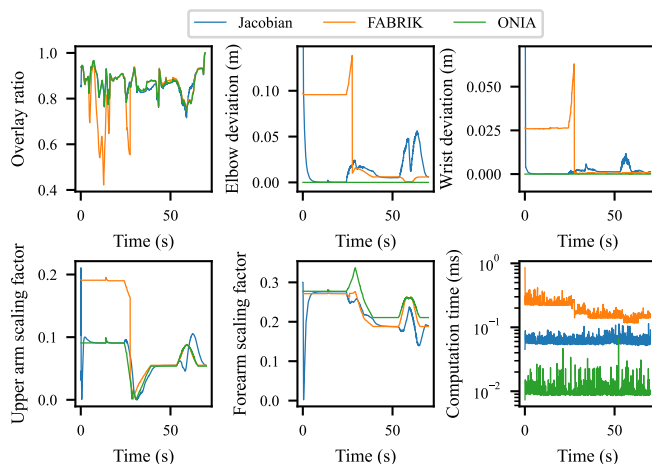 Jacobian FABRIK ONIA
Overlay ratio
1.0
0.8
0.6
0.4
0 50
Time (s)
Elbow deviation (m)
0.10
0.05
0.00
0 50
Time (s)
Wrist deviation (m)
0.050
0.025
0.000
0 50
Time (s)
Upper arm scaling factor
0.2
0.1
0.0
0 50
Time (s)
Forearm scaling factor
0.3
0.2
0.1
0.0
0 50
Time (s)
Computation time (ms)
10⁰
10⁻¹
10⁻²
0 50
Time (s)